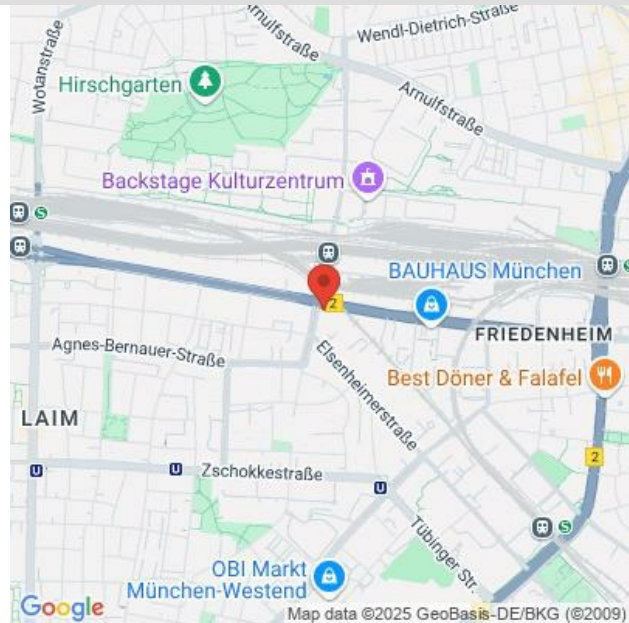 Wendl-Dietrich-Straße
Arnulfstraße
Wotanstraße
Hirschgarten
Arnulfstraße
Backstage Kulturzentrum
S
S
BAUHAUS München
2
FRIEDENHEIM
Agnes-Bernauer-Straße
Elsenheimerstraße
Best Döner & Falafel
LAIM
2
Zschokkestraße
U
U
U
Tübinger Str.
S
OBI Markt
München-Westend
Google
Map data ©2025 GeoBasis-DE/BKG (©2009)